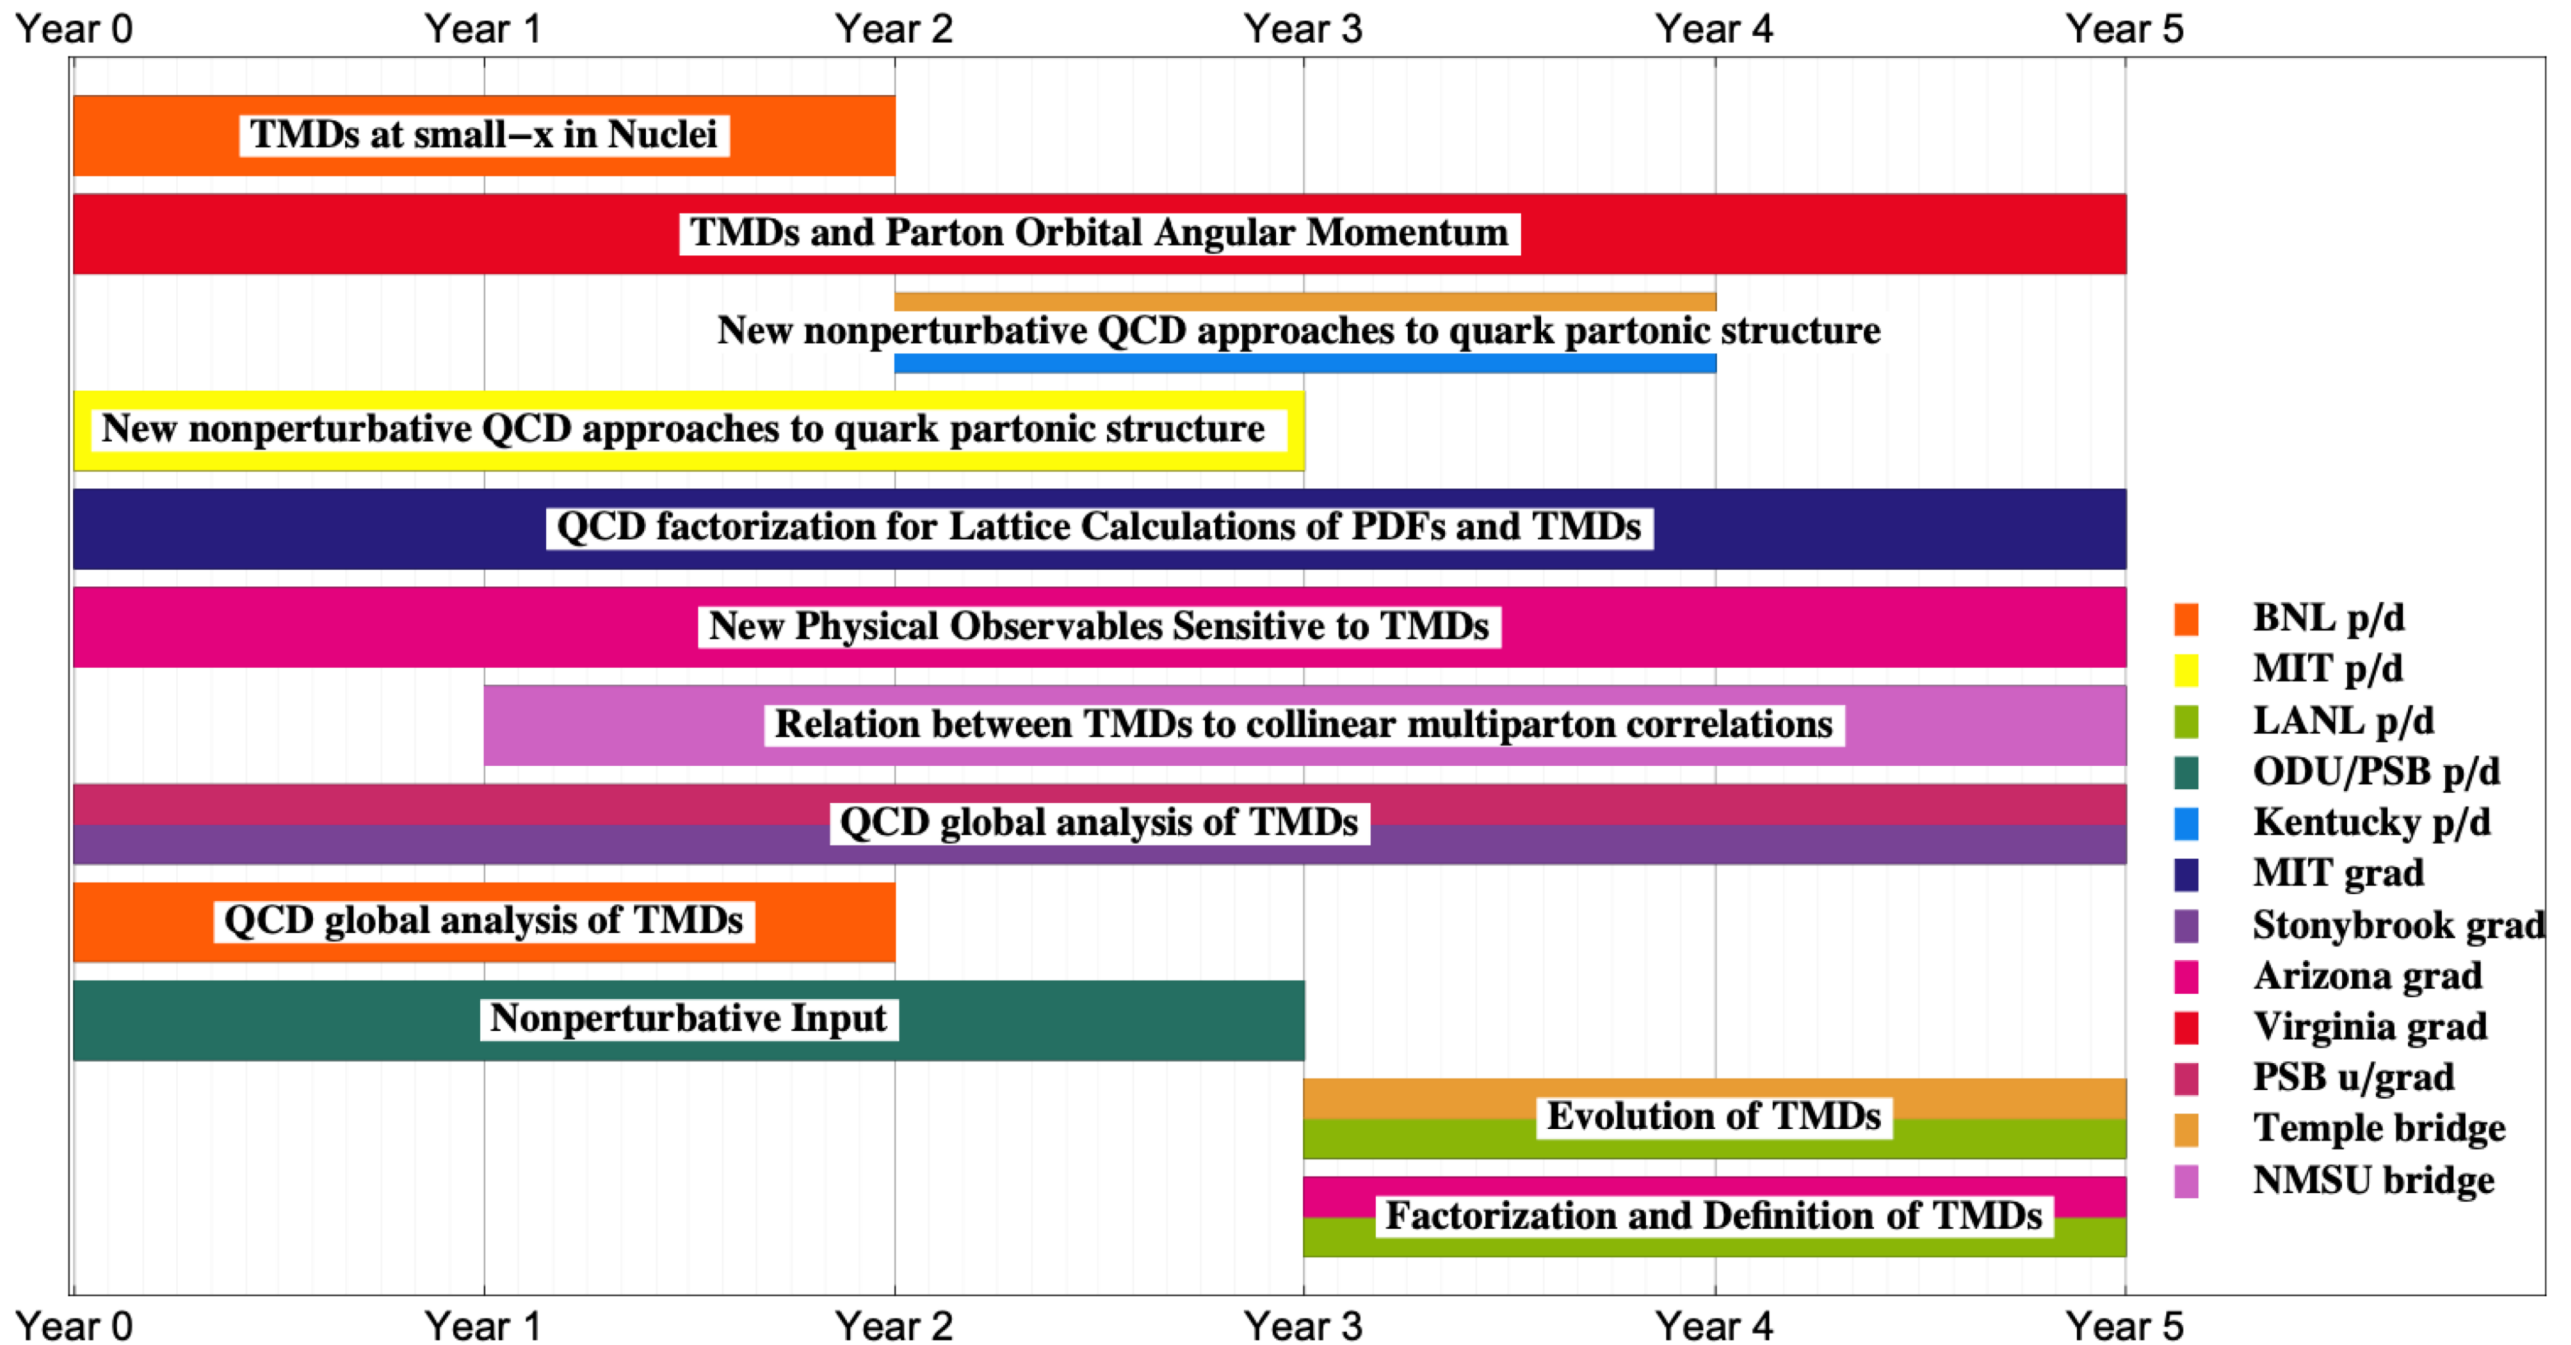 Year 0 Year 1 Year 2 Year 3 Year 4 Year 5
TMDs at small−x in Nuclei
TMDs and Parton Orbital Angular Momentum
New nonperturbative QCD approaches to quark partonic structure
New nonperturbative QCD approaches to quark partonic structure
QCD factorization for Lattice Calculations of PDFs and TMDs
New Physical Observables Sensitive to TMDs
Relation between TMDs to collinear multiparton correlations
QCD global analysis of TMDs
QCD global analysis of TMDs
Nonperturbative Input
Evolution of TMDs
Factorization and Definition of TMDs
BNL p/d
MIT p/d
LANL p/d
ODU/PSB p/d
Kentucky p/d
MIT grad
Stonybrook grad
Arizona grad
Virginia grad
PSB u/grad
Temple bridge
NMSU bridge
Year 0 Year 1 Year 2 Year 3 Year 4 Year 5